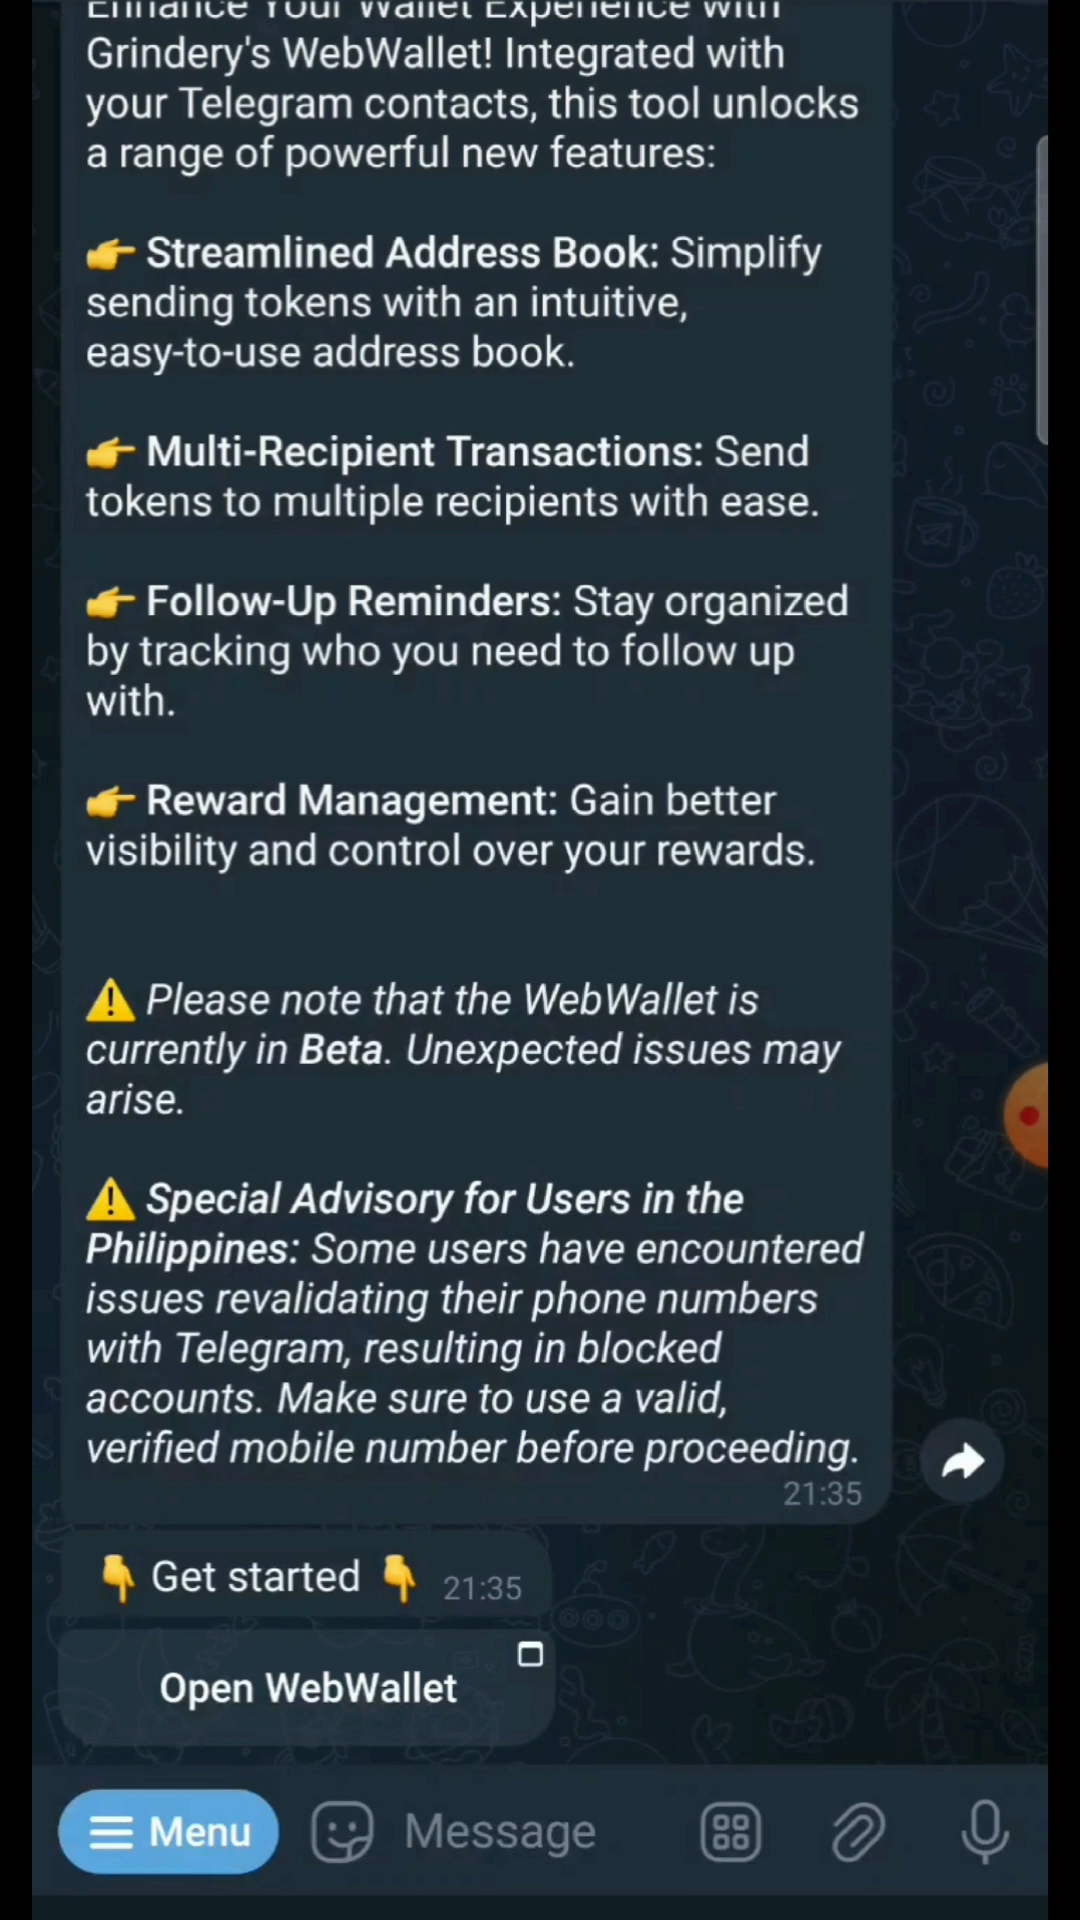 Enhance Your Wallet Experience with
Grindery's WebWallet! Integrated with
your Telegram contacts, this tool unlocks
a range of powerful new features:
👉 Streamlined Address Book: Simplify
sending tokens with an intuitive,
easy-to-use address book.
👉 Multi-Recipient Transactions: Send
tokens to multiple recipients with ease.
👉 Follow-Up Reminders: Stay organized
by tracking who you need to follow up
with.
👉 Reward Management: Gain better
visibility and control over your rewards.
⚠️ Please note that the WebWallet is
currently in Beta. Unexpected issues may
arise.
⚠️ Special Advisory for Users in the
Philippines: Some users have encountered
issues revalidating their phone numbers
with Telegram, resulting in blocked
accounts. Make sure to use a valid,
verified mobile number before proceeding.
21:35
👇 Get started 👇 21:35
Open WebWallet
Menu
Message